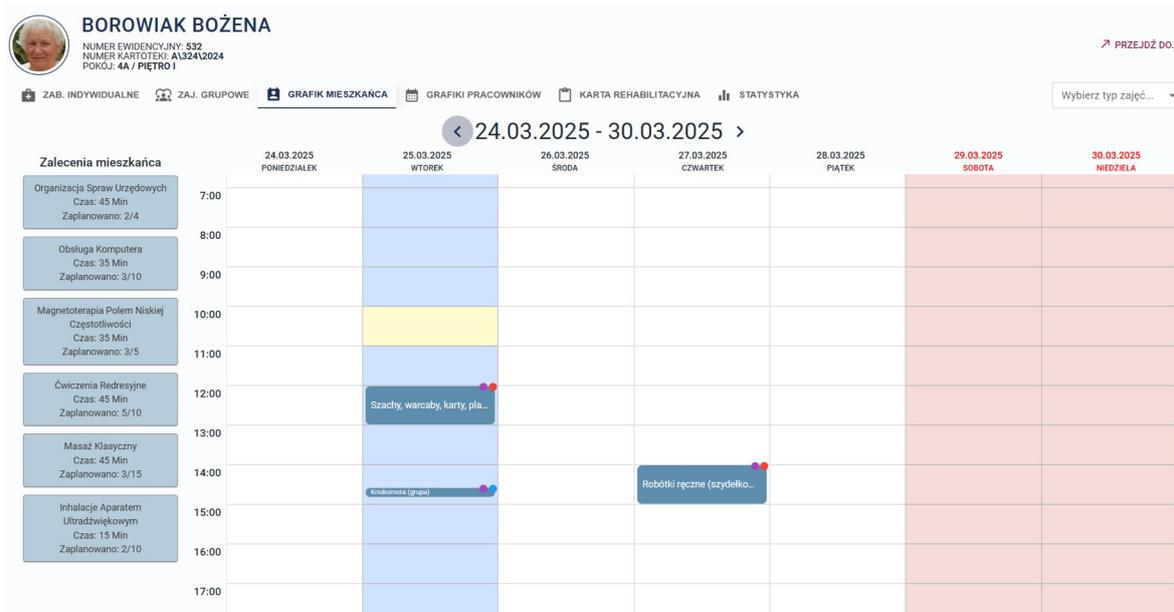 BOROWIAK BOŻENA
NUMER EWIDENCYJNY: 532
NUMER KARTOTEKI: A\324\2024
POKÓJ: 4A / PIĘTRO I
PRZEJDŹ DO.
ZAB. INDYWIDUALNE ZAJ. GRUPOWE GRAFIK MIESZKAŃCA GRAFIKI PRACOWNIKÓW KARTA REHABILITACYJNA STATYSTYKA
Wybierz typ zajęć...
24.03.2025 - 30.03.2025
Zalecenia mieszkańca
24.03.2025 25.03.2025 26.03.2025 27.03.2025 28.03.2025 29.03.2025 30.03.2025
PONIEDZIAŁEK WTOREK ŚRODA CZWARTEK PIĄTEK SOBOTA NIEDZIELA
Organizacja Spraw Urzędowych
Czas: 45 Min
Zaplanowano: 2/4
Obsługa Komputera
Czas: 35 Min
Zaplanowano: 3/10
Magnetoterapia Polem Niskiej
Częstotliwości
Czas: 35 Min
Zaplanowano: 3/5
Ćwiczenia Redresyjne
Czas: 45 Min
Zaplanowano: 5/10
Masaż Klasyczny
Czas: 45 Min
Zaplanowano: 3/15
Inhalacje Aparatem
Ultradźwiękowym
Czas: 15 Min
Zaplanowano: 2/10
7:00
8:00
9:00
10:00
11:00
12:00
Szachy, warcaby, karty, pla...
13:00
14:00
Robótki ręczne (szydełko...
Kriokomora (grupa)
15:00
16:00
17:00